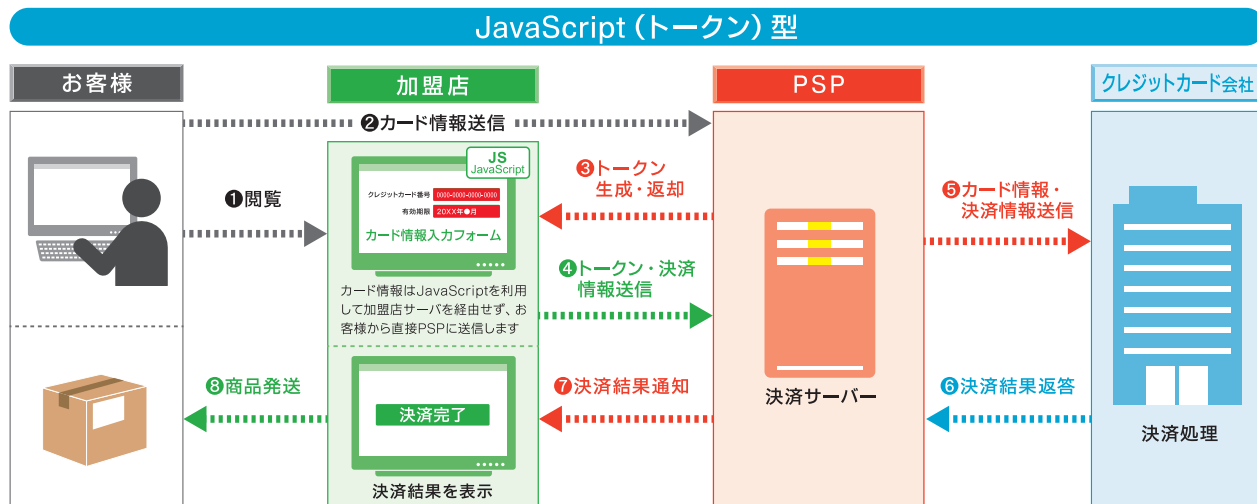 JavaScript（トークン）型
お客様
加盟店
PSP
クレジットカード会社
❷カード情報送信
JS
JavaScript
クレジットカード番号 0000-0000-0000-0000
有効期限 20XX年●月
カード情報入力フォーム
❶閲覧
❸トークン
生成・返却
❹トークン・決済
情報送信
❺カード情報・
決済情報送信
カード情報はJavaScriptを利用
して加盟店サーバを経由せず、お
客様から直接PSPに送信します
決済サーバー
❻決済結果返答
❼決済結果通知
❽商品発送
決済完了
決済結果を表示
決済処理